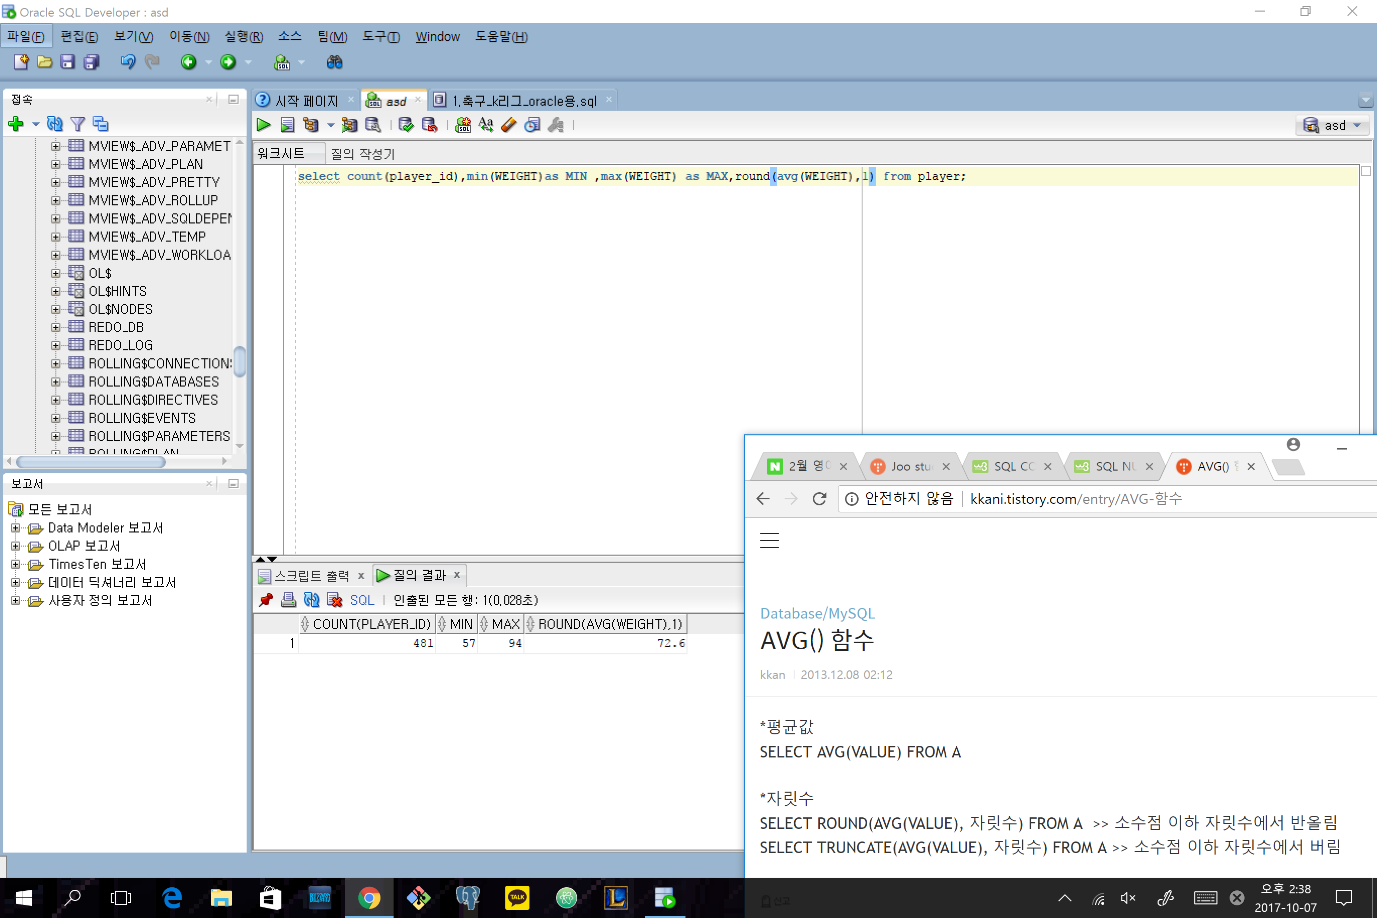 Oracle SQL Developer : asd
파일(F) 편집(E) 보기(V) 이동(N) 실행(R) 소스 팀(M) 도구(T) Window 도움말(H)
접속
MVIEW$_ADV_PARAMET
MVIEW$_ADV_PLAN
MVIEW$_ADV_PRETTY
MVIEW$_ADV_ROLLUP
MVIEW$_ADV_SQLDEPEN
MVIEW$_ADV_TEMP
MVIEW$_ADV_WORKLOA
OL$
OL$HINTS
OL$NODES
REDO_DB
REDO_LOG
ROLLING$CONNECTIONS
ROLLING$DATABASES
ROLLING$DIRECTIVES
ROLLING$EVENTS
ROLLING$PARAMETERS
ROLLING$PLAN
보고서
모든 보고서
Data Modeler 보고서
OLAP 보고서
TimesTen 보고서
데이터 딕셔너리 보고서
사용자 정의 보고서
시작 페이지 asd 1.축구_k리그_oracle용.sql
asd
워크시트 질의 작성기
select count(player_id),min(WEIGHT)as MIN ,max(WEIGHT) as MAX,round(avg(WEIGHT),1) from player;
스크립트 출력 질의 결과
SQL 인출된 모든 행: 1(0.028초)
COUNT(PLAYER_ID) MIN MAX ROUND(AVG(WEIGHT),1)
1 481 57 94 72.6
2월 영 Joo stu SQL CC SQL NU AVG()
안전하지 않음 kkani.tistory.com/entry/AVG-함수
Database/MySQL
AVG() 함수
kkan 2013.12.08 02:12
*평균값
SELECT AVG(VALUE) FROM A
*자릿수
SELECT ROUND(AVG(VALUE), 자릿수) FROM A >> 소수점 이하 자릿수에서 반올림
SELECT TRUNCATE(AVG(VALUE), 자릿수) FROM A >> 소수점 이하 자릿수에서 버림
BLIZZARD
TALK
오후 2:38
2017-10-07